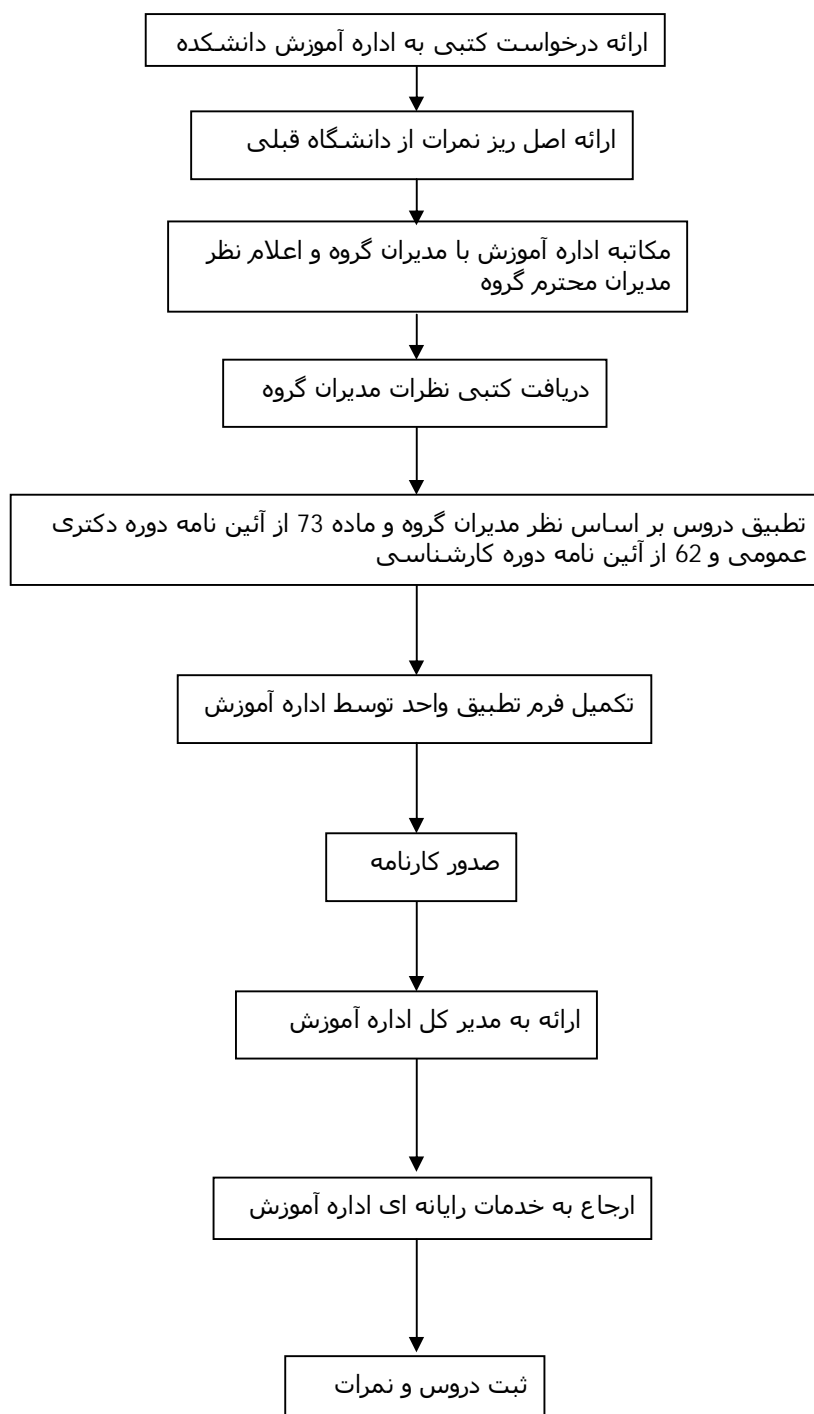 ارائه درخواست کتبی به اداره آموزش دانشکده
ارائه اصل ریز نمرات از دانشگاه قبلی
مکاتبه اداره آموزش با مدیران گروه و اعلام نظر
مدیران محترم گروه
دریافت کتبی نظرات مدیران گروه
تطبیق دروس بر اساس نظر مدیران گروه و ماده 73 از آئین نامه دوره دکتری
عمومی و 62 از آئین نامه دوره کارشناسی
تکمیل فرم تطبیق واحد توسط اداره آموزش
صدور کارنامه
ارائه به مدیر کل اداره آموزش
ارجاع به خدمات رایانه ای اداره آموزش
ثبت دروس و نمرات